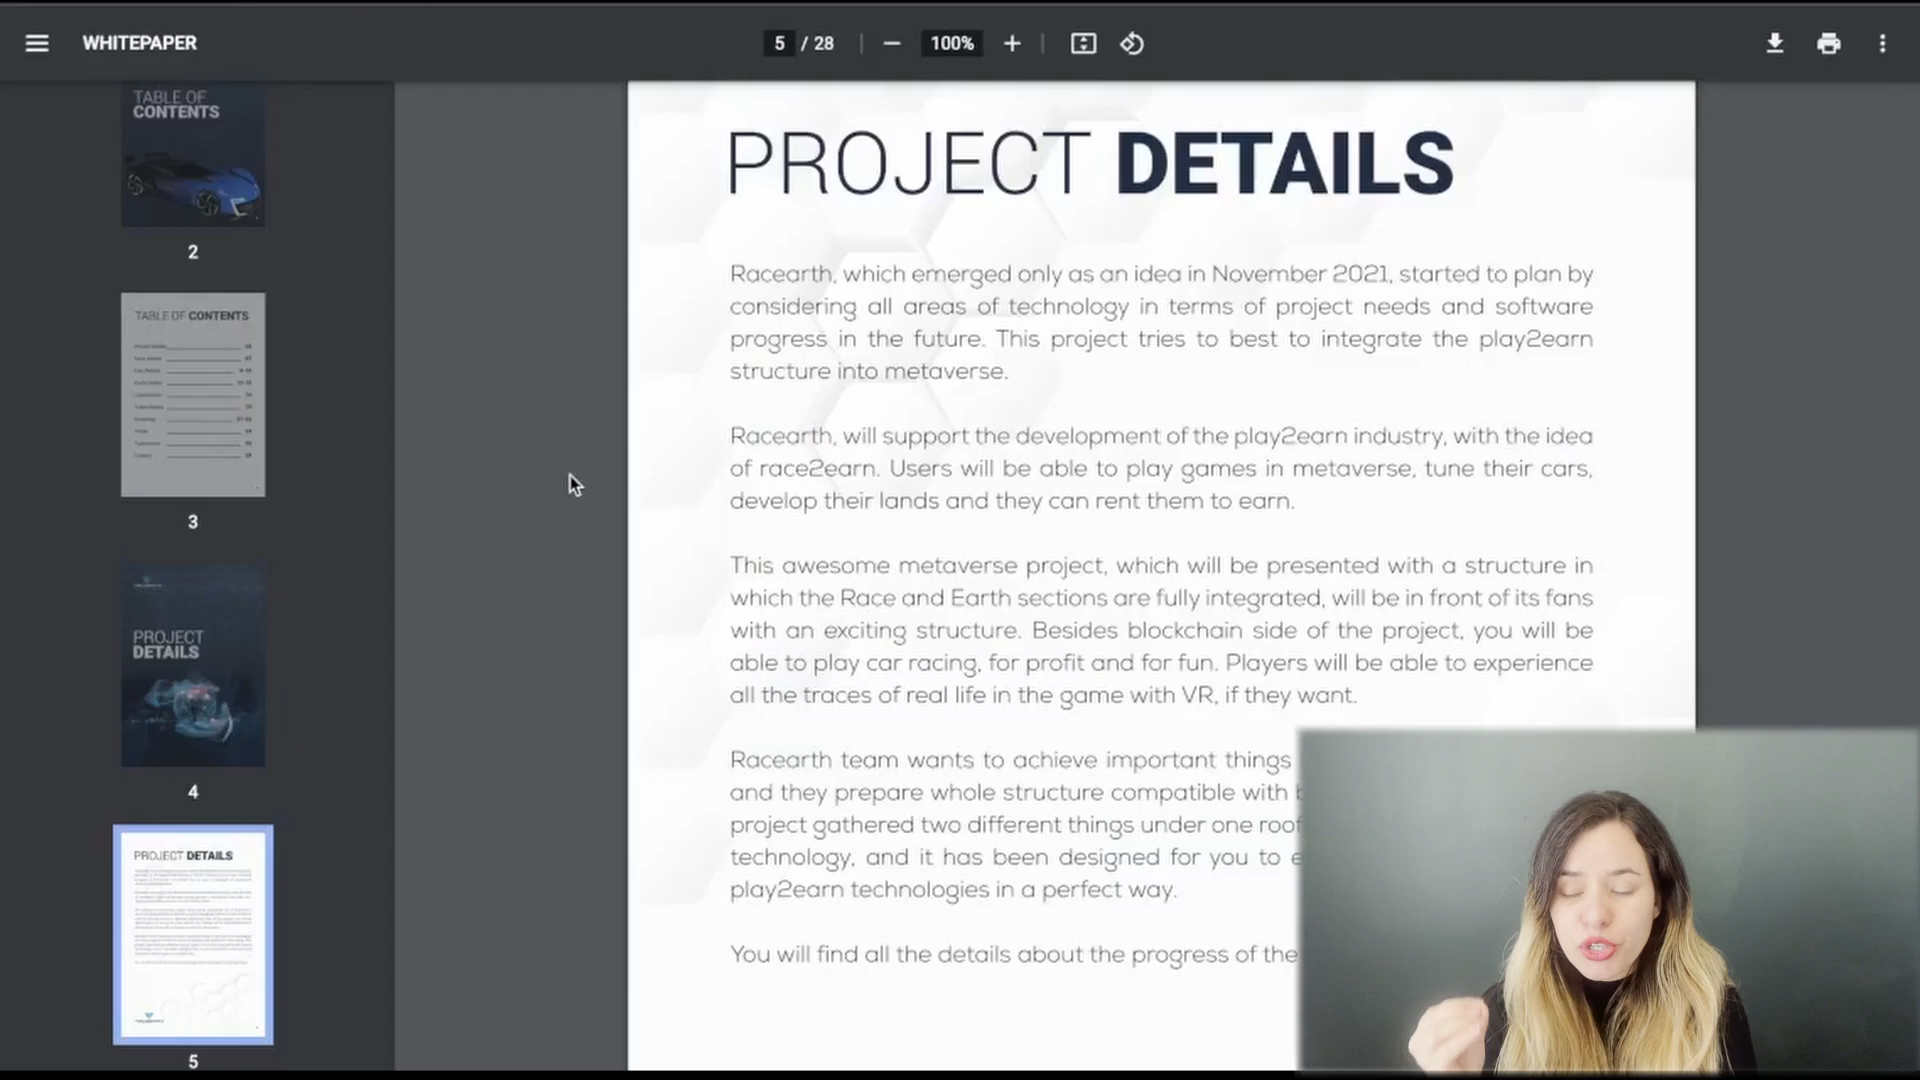 WHITEPAPER
5 / 28
100%
TABLE OF
CONTENTS
2
TABLE OF CONTENTS
3
PROJECT
DETAILS
4
PROJECT DETAILS
5
PROJECT DETAILS
Racearth, which emerged only as an idea in November 2021, started to plan by
considering all areas of technology in terms of project needs and software
progress in the future. This project tries to best to integrate the play2earn
structure into metaverse.
Racearth, will support the development of the play2earn industry, with the idea
of race2earn. Users will be able to play games in metaverse, tune their cars,
develop their lands and they can rent them to earn.
This awesome metaverse project, which will be presented with a structure in
which the Race and Earth sections are fully integrated, will be in front of its fans
with an exciting structure. Besides blockchain side of the project, you will be
able to play car racing, for profit and for fun. Players will be able to experience
all the traces of real life in the game with VR, if they want.
Racearth team wants to achieve important things
and they prepare whole structure compatible with
project gathered two different things under one roof
technology, and it has been designed for you to
play2earn technologies in a perfect way.
You will find all the details about the progress of the